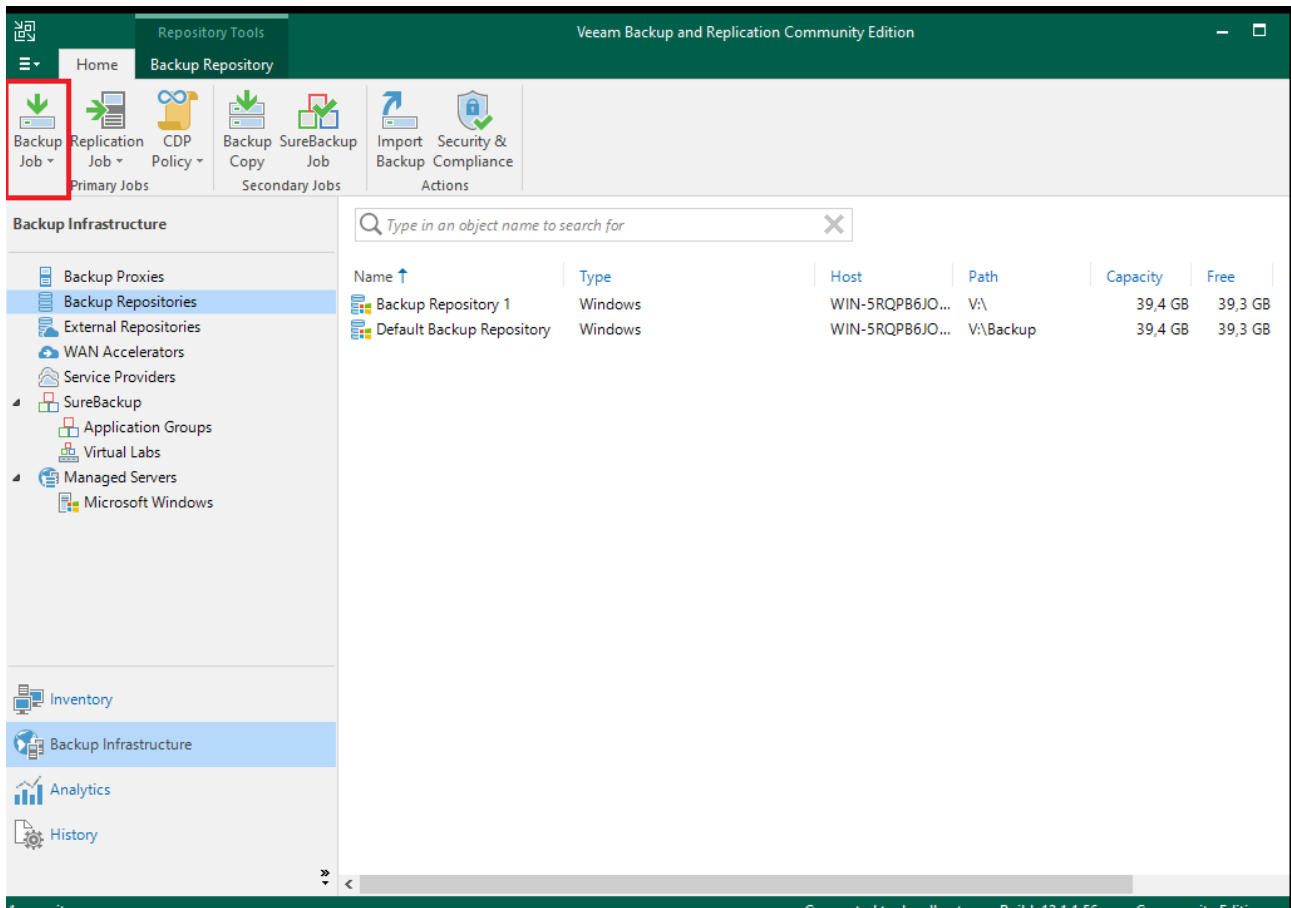 Repository Tools
Veeam Backup and Replication Community Edition
Home
Backup Repository
Backup Job
Replication Job
CDP Policy
Backup Copy
SureBackup Job
Import Backup
Security & Compliance
Primary Jobs
Secondary Jobs
Actions
Backup Infrastructure
Type in an object name to search for
Backup Proxies
Backup Repositories
External Repositories
WAN Accelerators
Service Providers
SureBackup
Application Groups
Virtual Labs
Managed Servers
Microsoft Windows
Name Type Host Path Capacity Free
Backup Repository 1 Windows WIN-5RQPB6JO... V:\ 39,4 GB 39,3 GB
Default Backup Repository Windows WIN-5RQPB6JO... V:\Backup 39,4 GB 39,3 GB
Inventory
Backup Infrastructure
Analytics
History